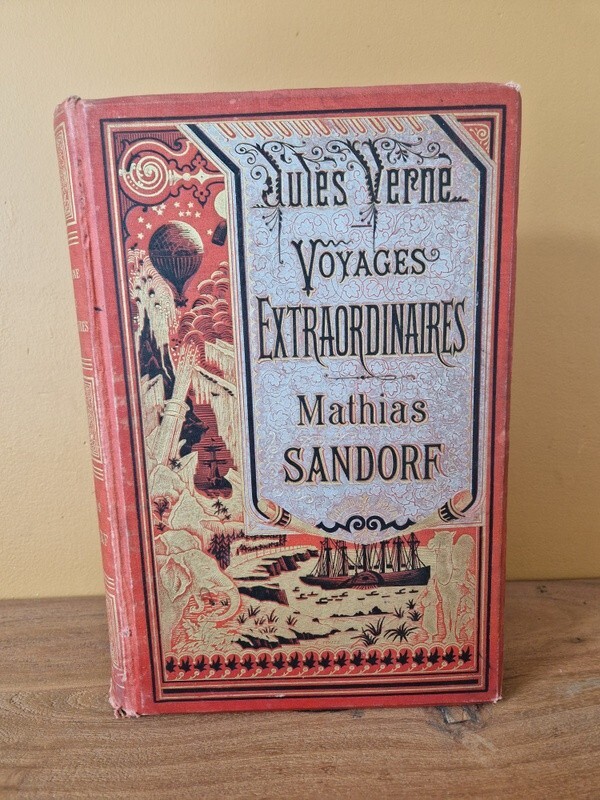 Jules Verne
VOYAGES
EXTRAORDINAIRES
Mathias
SANDORF